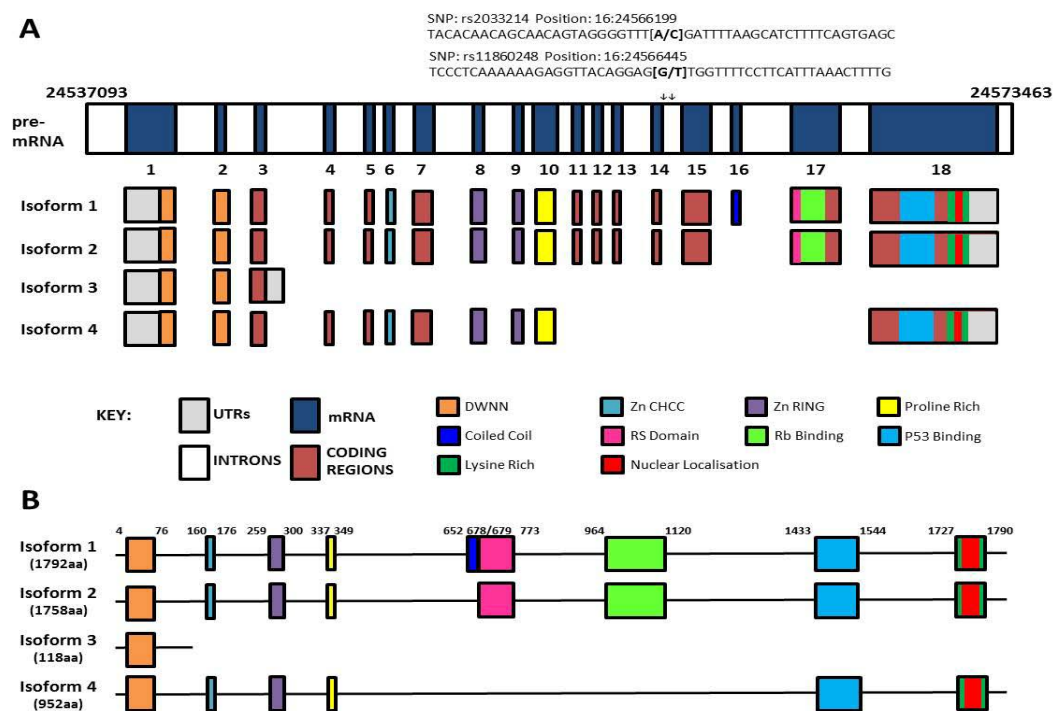 A
SNP: rs2033214 Position: 16:24566199
TACACAACAGCAACAGTAGGGGTTT[A/C]GATTTTAAGCATCTTTTCAGTGAGC
SNP: rs11860248 Position: 16:24566445
TCCCTCAAAAAAGAGGTTACAGGAG[G/T]TGGTTTTCCTTCATTTAAACTTTTG
24537093 ↓↓ 24573463
pre-
mRNA
1 2 3 4 5 6 7 8 9 10 11 12 13 14 15 16 17 18
Isoform 1
Isoform 2
Isoform 3
Isoform 4
KEY: UTRs mRNA DWNN Zn CHCC Zn RING Proline Rich
Coiled Coil RS Domain Rb Binding P53 Binding
INTRONS CODING REGIONS Lysine Rich Nuclear Localisation
B
4 76 160 176 259 300 337 349 652 678/679 773 964 1120 1433 1544 1727 1790
Isoform 1
(1792aa)
Isoform 2
(1758aa)
Isoform 3
(118aa)
Isoform 4
(952aa)